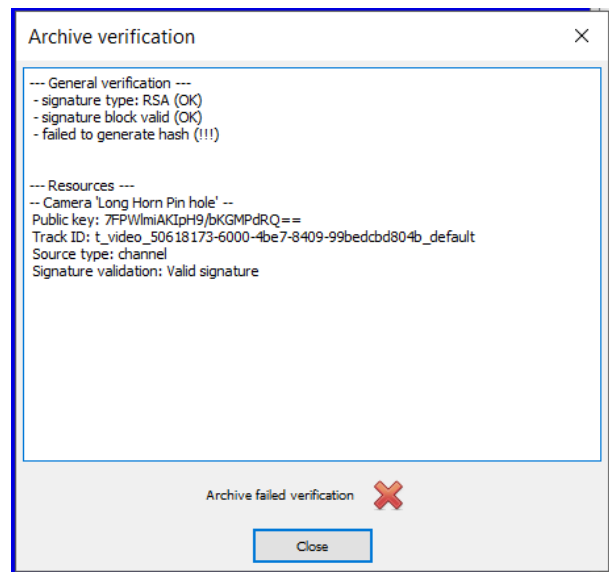 Archive verification
--- General verification ---
- signature type: RSA (OK)
- signature block valid (OK)
- failed to generate hash (!!!)
--- Resources ---
-- Camera 'Long Horn Pin hole' --
Public key: 7FPWlmiAKIpH9/bKGMPdRQ==
Track ID: t_video_50618173-6000-4be7-8409-99bedcbd804b_default
Source type: channel
Signature validation: Valid signature
Archive failed verification
Close